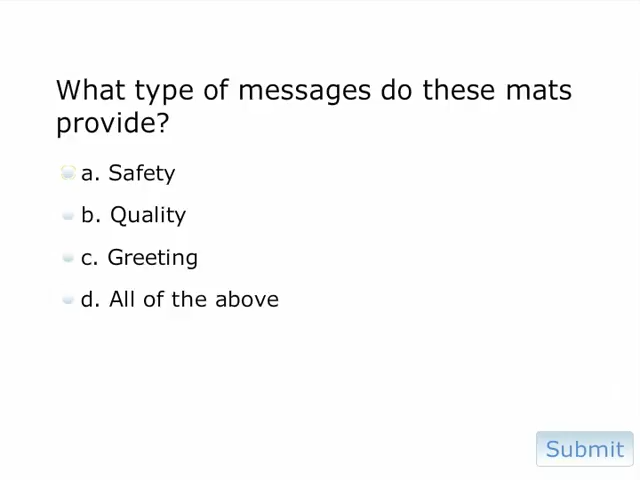 What type of messages do these mats
provide?
a. Safety
b. Quality
c. Greeting
d. All of the above
Submit